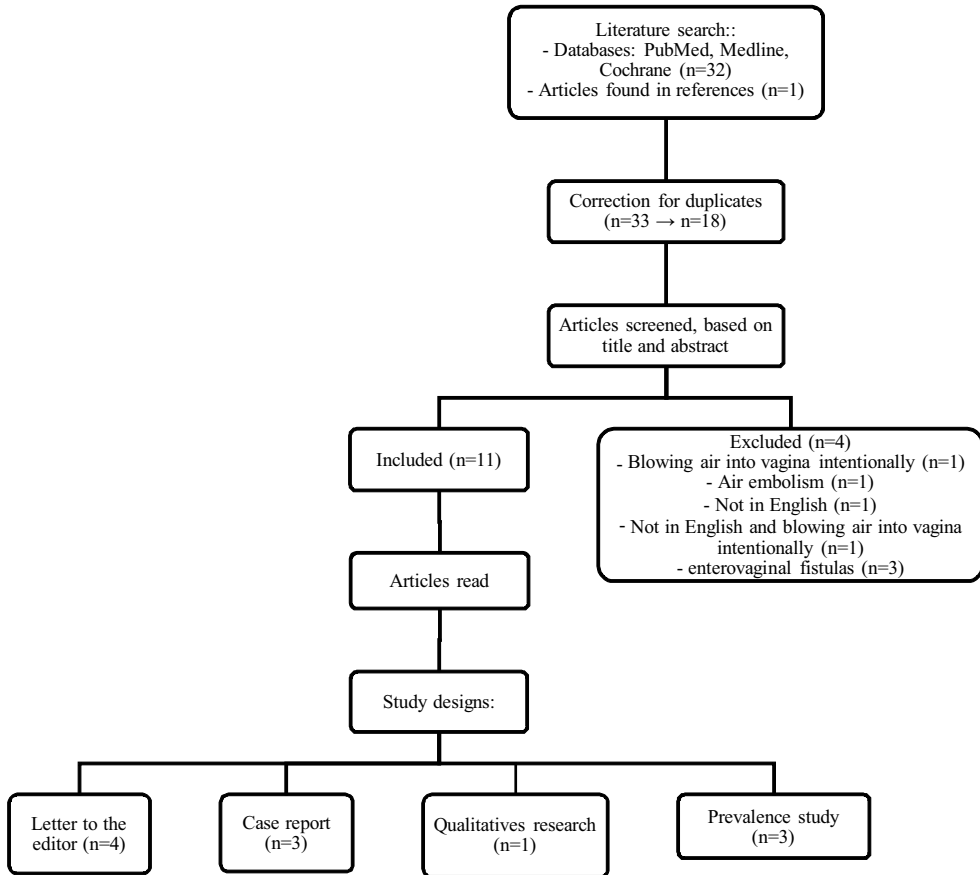 Literature search::
- Databases: PubMed, Medline,
Cochrane (n=32)
- Articles found in references (n=1)
Correction for duplicates
(n=33 → n=18)
Articles screened, based on
title and abstract
Included (n=11)
Excluded (n=4)
- Blowing air into vagina intentionally (n=1)
- Air embolism (n=1)
- Not in English (n=1)
- Not in English and blowing air into vagina
intentionally (n=1)
- enterovaginal fistulas (n=3)
Articles read
Study designs:
Letter to the
editor (n=4)
Case report
(n=3)
Qualitatives research
(n=1)
Prevalence study
(n=3)